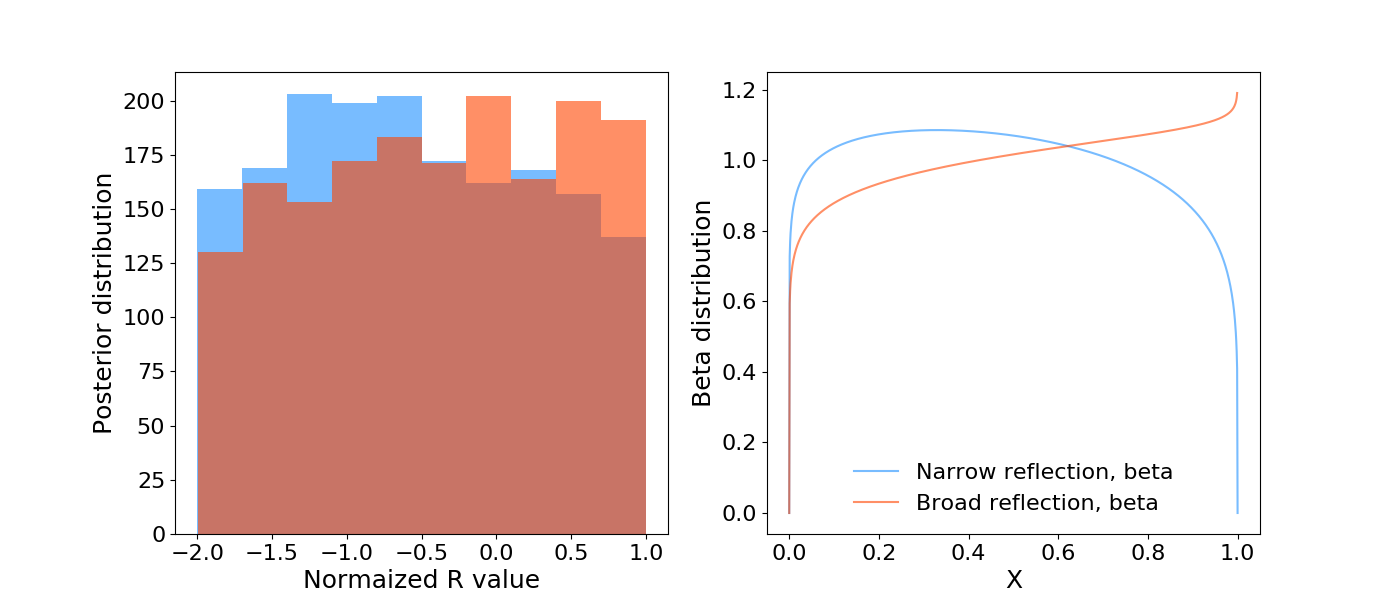 Posterior distribution
200
175
150
125
100
75
50
25
0
−2.0 −1.5 −1.0 −0.5 0.0 0.5 1.0
Normaized R value
Beta distribution
1.2
1.0
0.8
0.6
0.4
0.2
0.0
Narrow reflection, beta
Broad reflection, beta
0.0 0.2 0.4 0.6 0.8 1.0
X